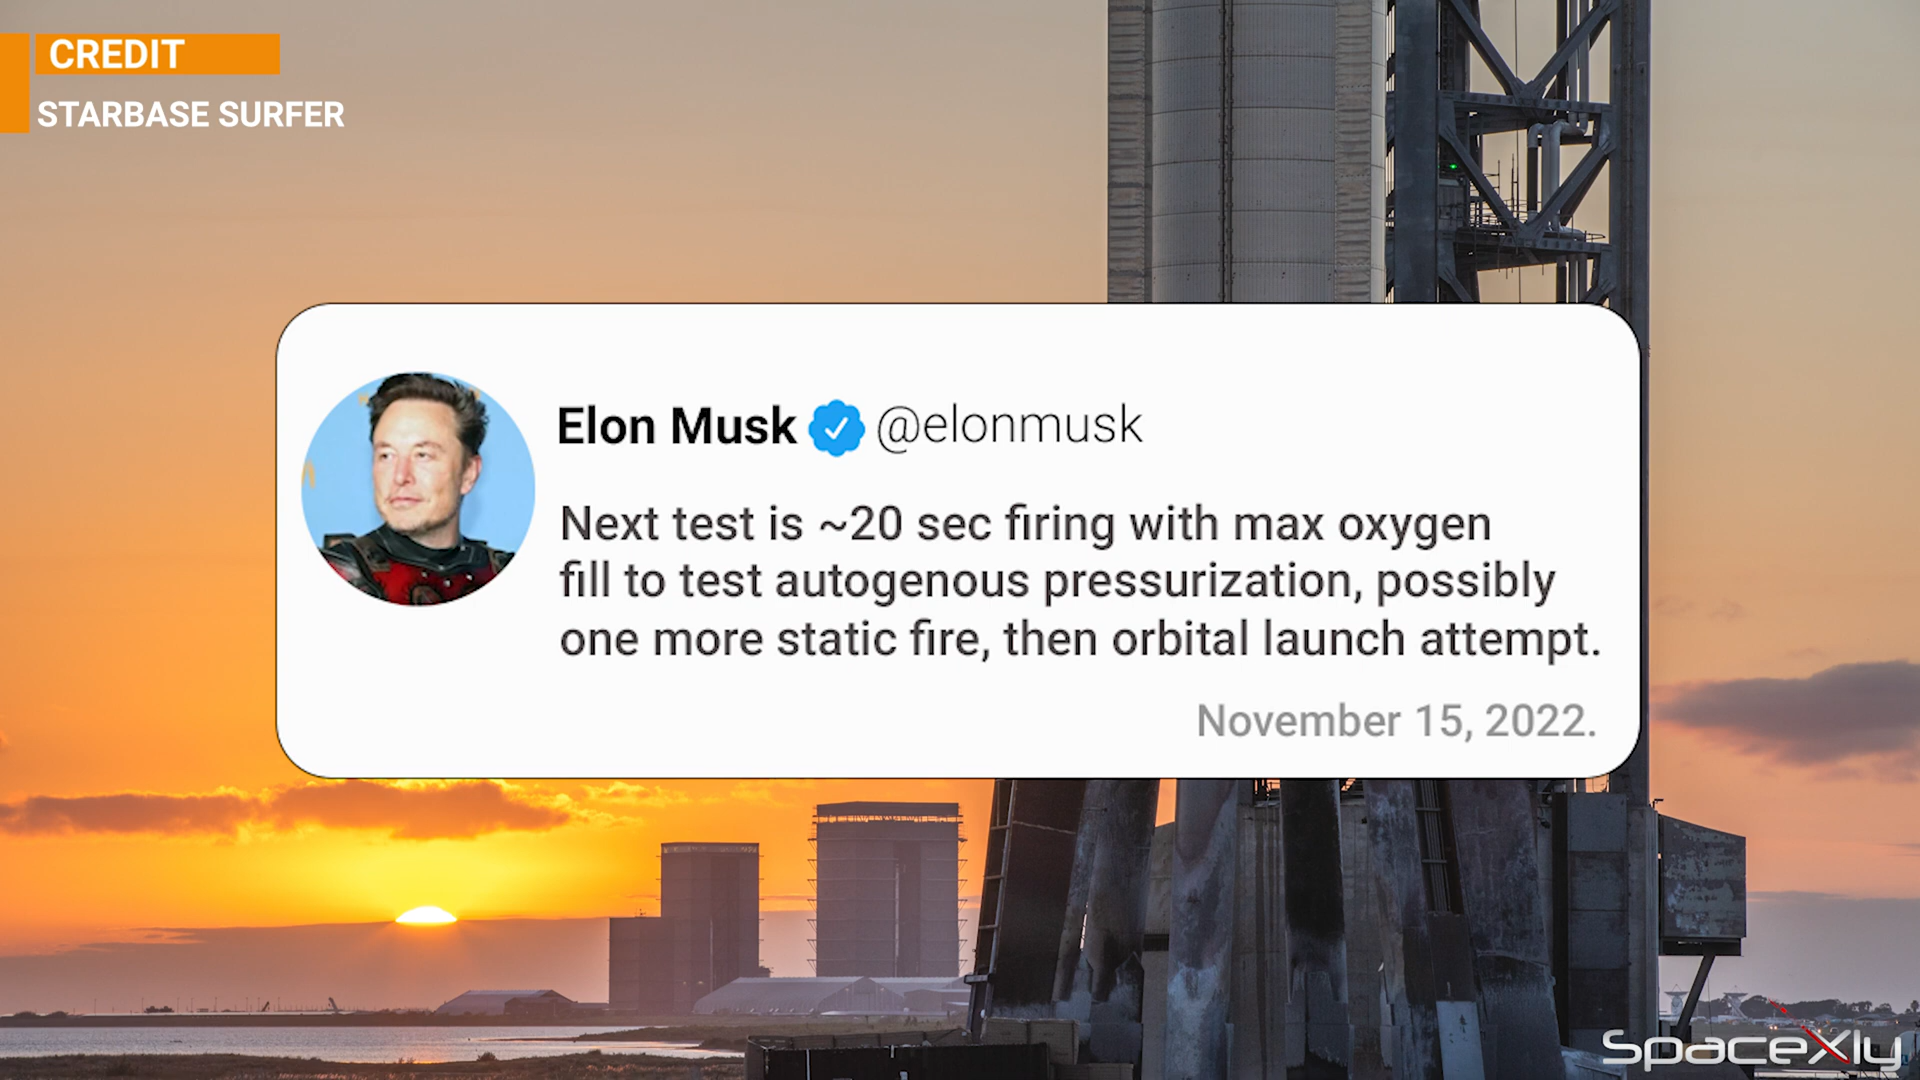 CREDIT
STARBASE SURFER
Elon Musk @elonmusk
Next test is ~20 sec firing with max oxygen
fill to test autogenous pressurization, possibly
one more static fire, then orbital launch attempt.
November 15, 2022.
SpaceXly